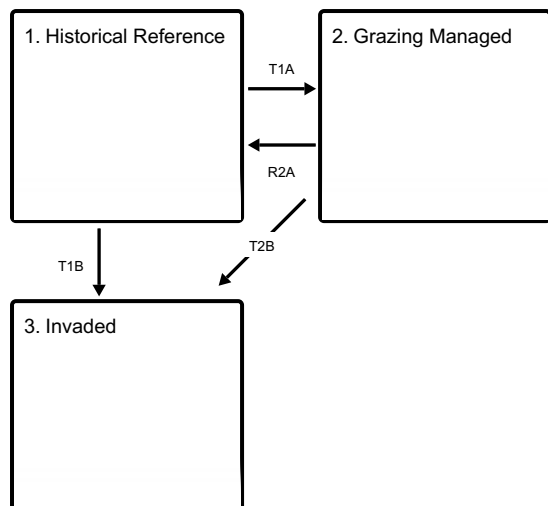 1. Historical Reference
2. Grazing Managed
T1A
R2A
T1B
T2B
3. Invaded